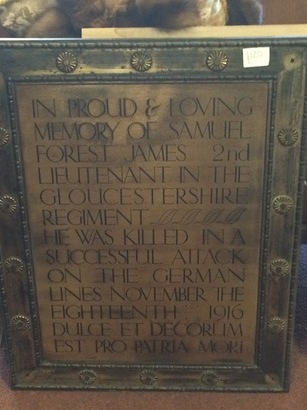 IN PROUD & LOVING
MEMORY OF SAMUEL
FOREST JAMES 2nd
LIEUTENANT IN THE
GLOUCESTERSHIRE
REGIMENT
HE WAS KILLED IN A
SUCCESSFUL ATTACK
ON THE GERMAN
LINES NOVEMBER THE
EIGHTEENTH 1916
DULCE ET DECORUM
EST PRO PATRIA MORI